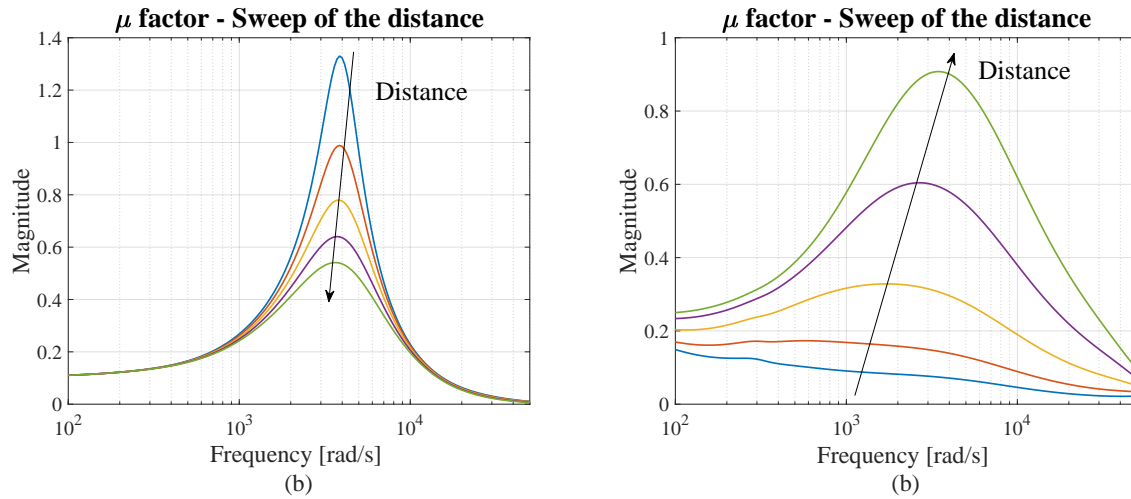 μ factor - Sweep of the distance
1.4
1.2
1
0.8
0.6
0.4
0.2
0
Magnitude
Distance
10^2
10^3
10^4
Frequency [rad/s]
(b)
μ factor - Sweep of the distance
1
0.8
0.6
0.4
0.2
0
Magnitude
Distance
10^2
10^3
10^4
Frequency [rad/s]
(b)